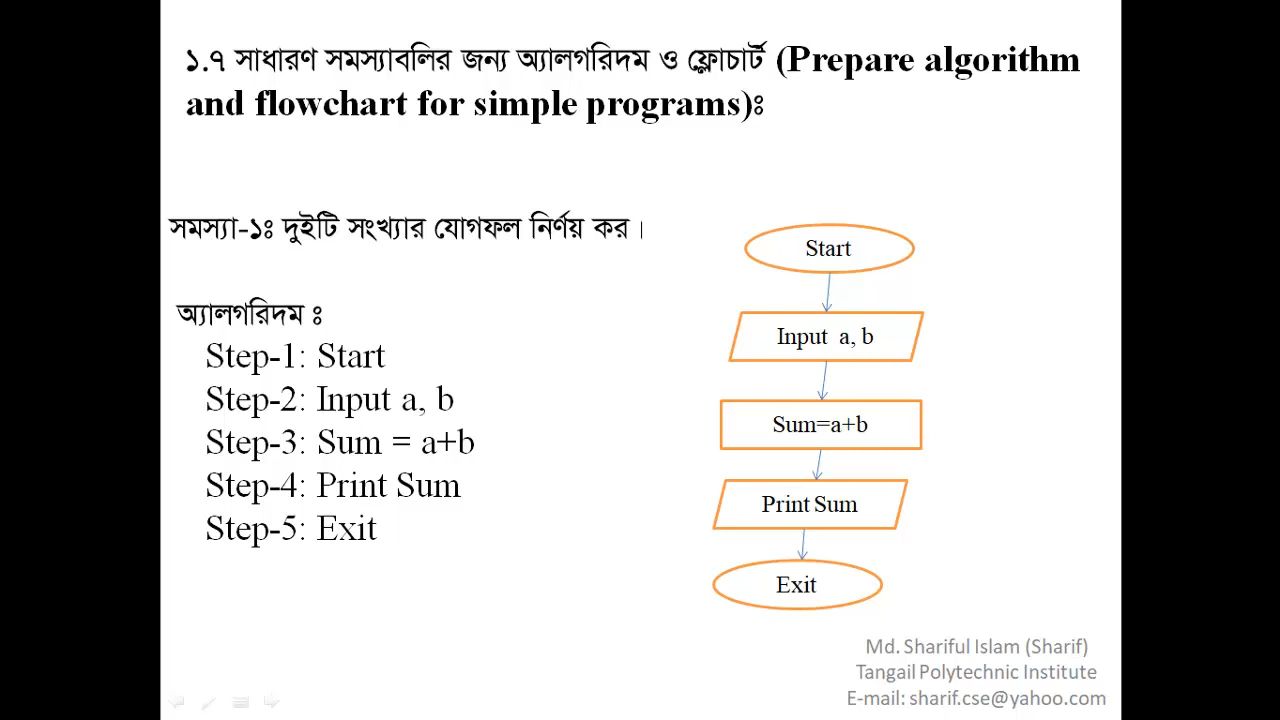 ১.৭ সাধারণ সমস্যাবলির জন্য অ্যালগরিদম ও ফ্লোচার্ট (Prepare algorithm
and flowchart for simple programs)ঃ
সমস্যা-১ঃ দুইটি সংখ্যার যোগফল নির্ণয় কর।
অ্যালগরিদম ঃ
Step-1: Start
Step-2: Input a, b
Step-3: Sum = a+b
Step-4: Print Sum
Step-5: Exit
Start
Input a, b
Sum=a+b
Print Sum
Exit
Md. Shariful Islam (Sharif)
Tangail Polytechnic Institute
E-mail: sharif.cse@yahoo.com